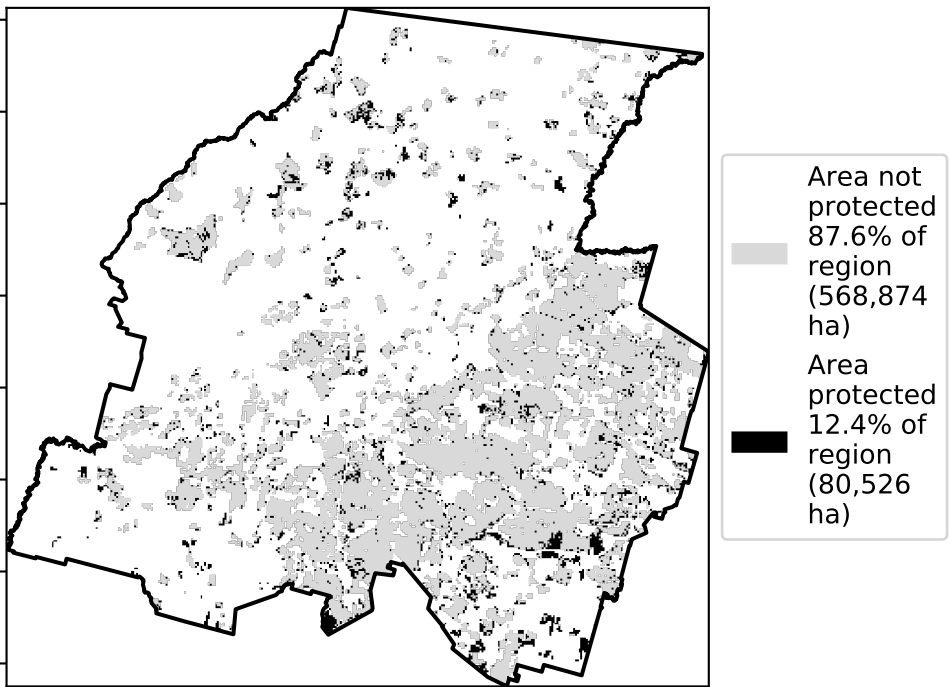 Area not
protected
87.6% of
region
(568,874
ha)
Area
protected
12.4% of
region
(80,526
ha)